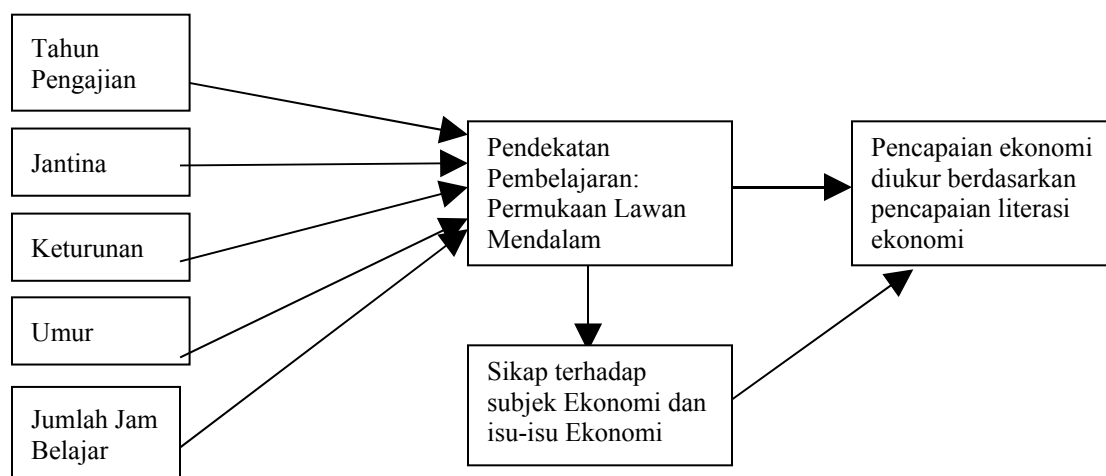 Tahun
Pengajian
Jantina
Keturunan
Umur
Jumlah Jam
Belajar
Pendekatan
Pembelajaran:
Permukaan Lawan
Mendalam
Sikap terhadap
subjek Ekonomi dan
isu-isu Ekonomi
Pencapaian ekonomi
diukur berdasarkan
pencapaian literasi
ekonomi